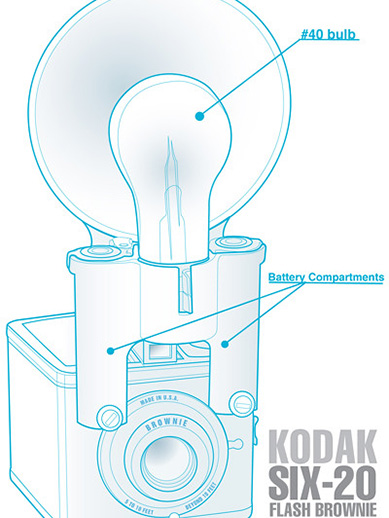 #40 bulb
Battery Compartments
MADE IN U.S.A.
BROWNIE
5 TO 10 FEET
BEYOND 10 FEET
KODAK
SIX-20
FLASH BROWNIE